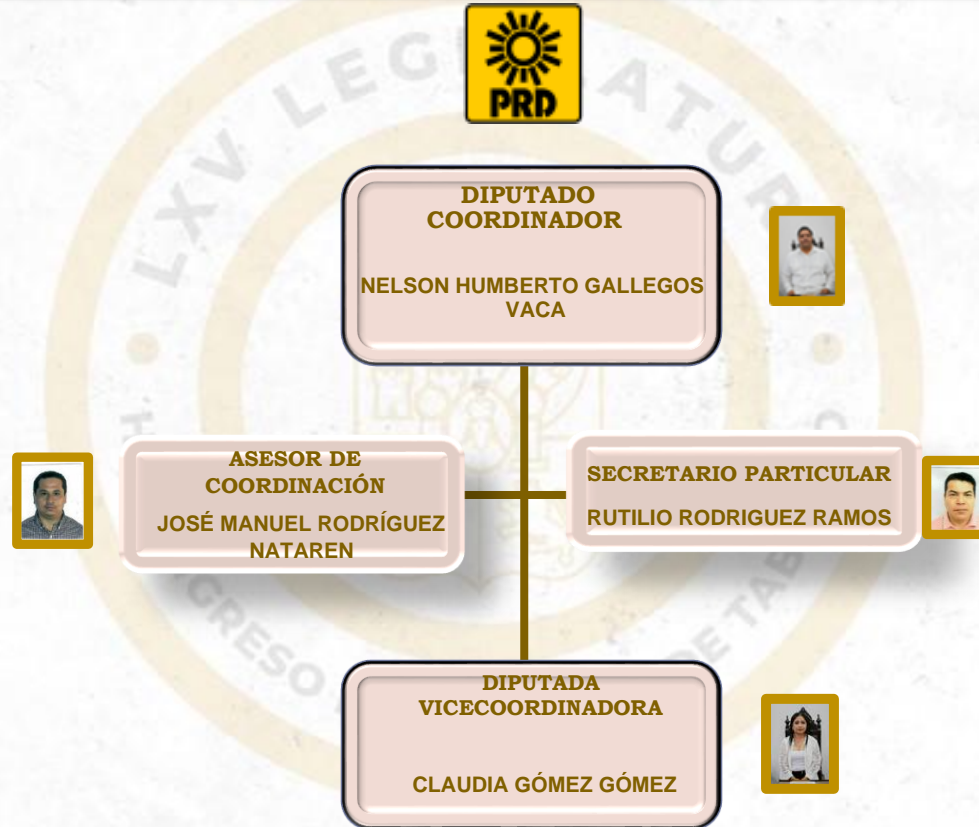 PRD
DIPUTADO
COORDINADOR
NELSON HUMBERTO GALLEGOS
VACA
ASESOR DE
COORDINACIÓN
JOSÉ MANUEL RODRÍGUEZ
NATAREN
SECRETARIO PARTICULAR
RUTILIO RODRIGUEZ RAMOS
DIPUTADA
VICECOORDINADORA
CLAUDIA GÓMEZ GÓMEZ
LXV